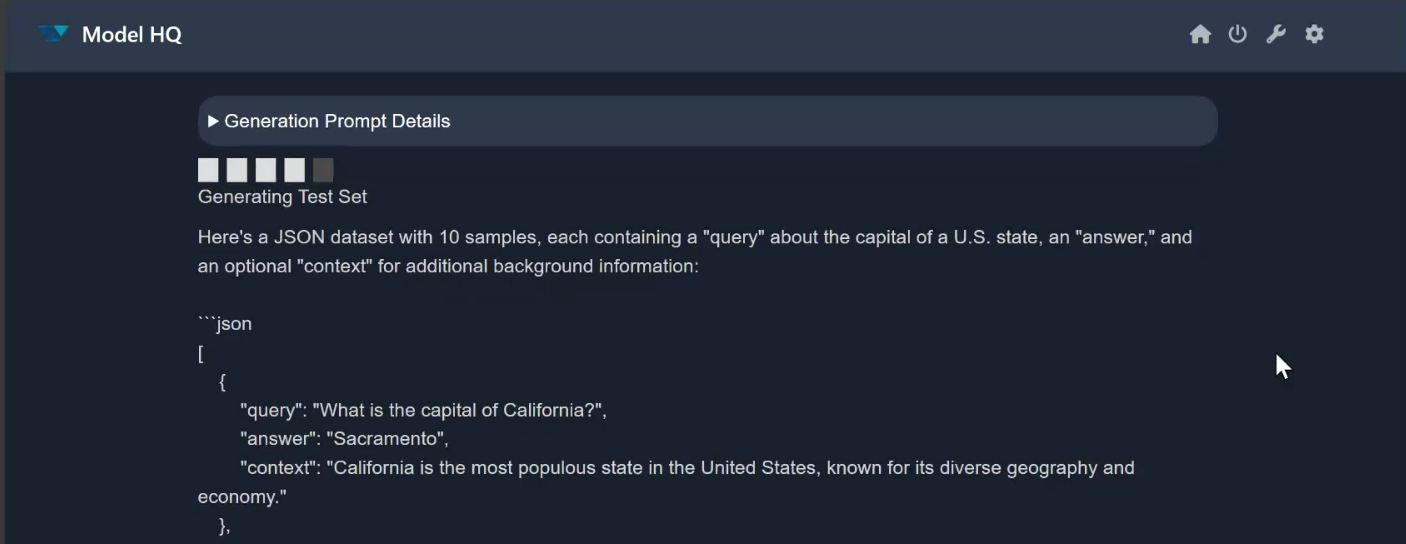 Model HQ
▶ Generation Prompt Details
Generating Test Set
Here's a JSON dataset with 10 samples, each containing a "query" about the capital of a U.S. state, an "answer," and
an optional "context" for additional background information:
```json
[
{
"query": "What is the capital of California?",
"answer": "Sacramento",
"context": "California is the most populous state in the United States, known for its diverse geography and
economy."
},